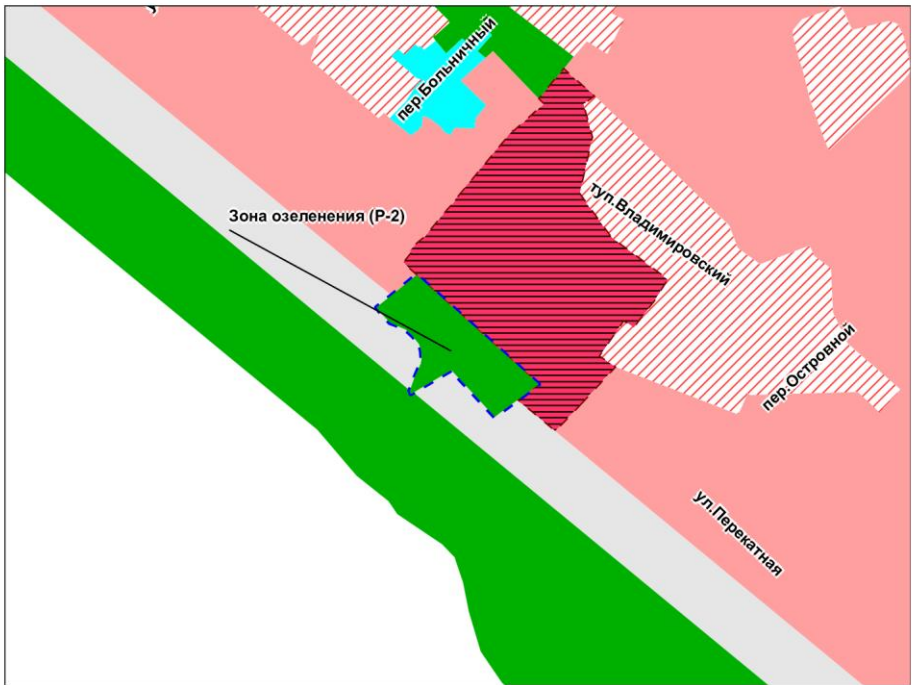 пер.Больничный
туп.Владимировский
Зона озеленения (Р-2)
пер.Островной
ул.Перекатная